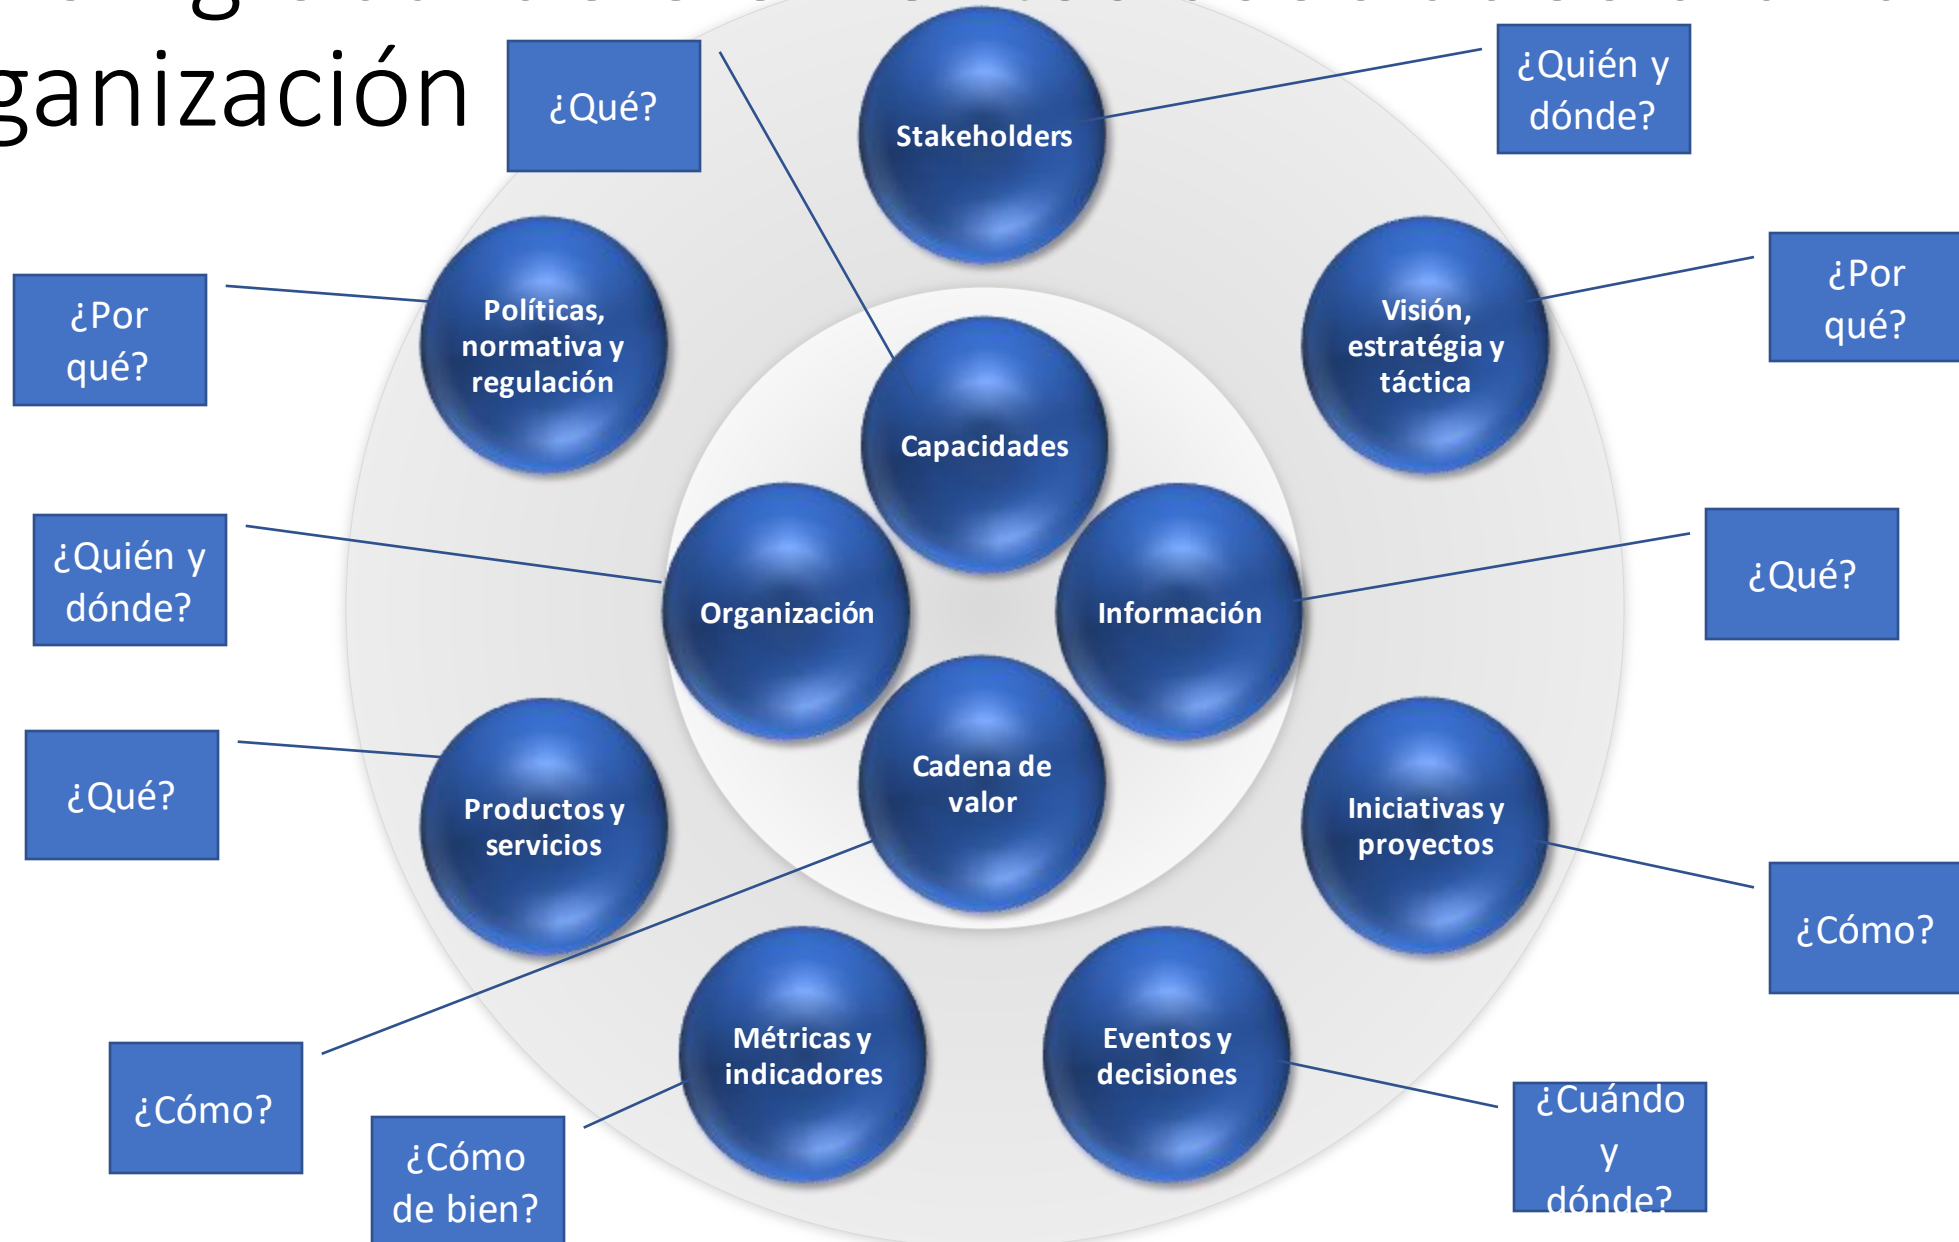 ganización
¿Qué?
Stakeholders
¿Quién y
dónde?
¿Por
qué?
Políticas,
normativa y
regulación
Visión,
estratégia y
táctica
¿Por
qué?
Capacidades
¿Quién y
dónde?
Organización
Información
¿Qué?
¿Qué?
Productos y
servicios
Cadena de
valor
Iniciativas y
proyectos
¿Cómo?
¿Cómo?
Métricas y
indicadores
Eventos y
decisiones
¿Cómo
de bien?
¿Cuándo
y
dónde?